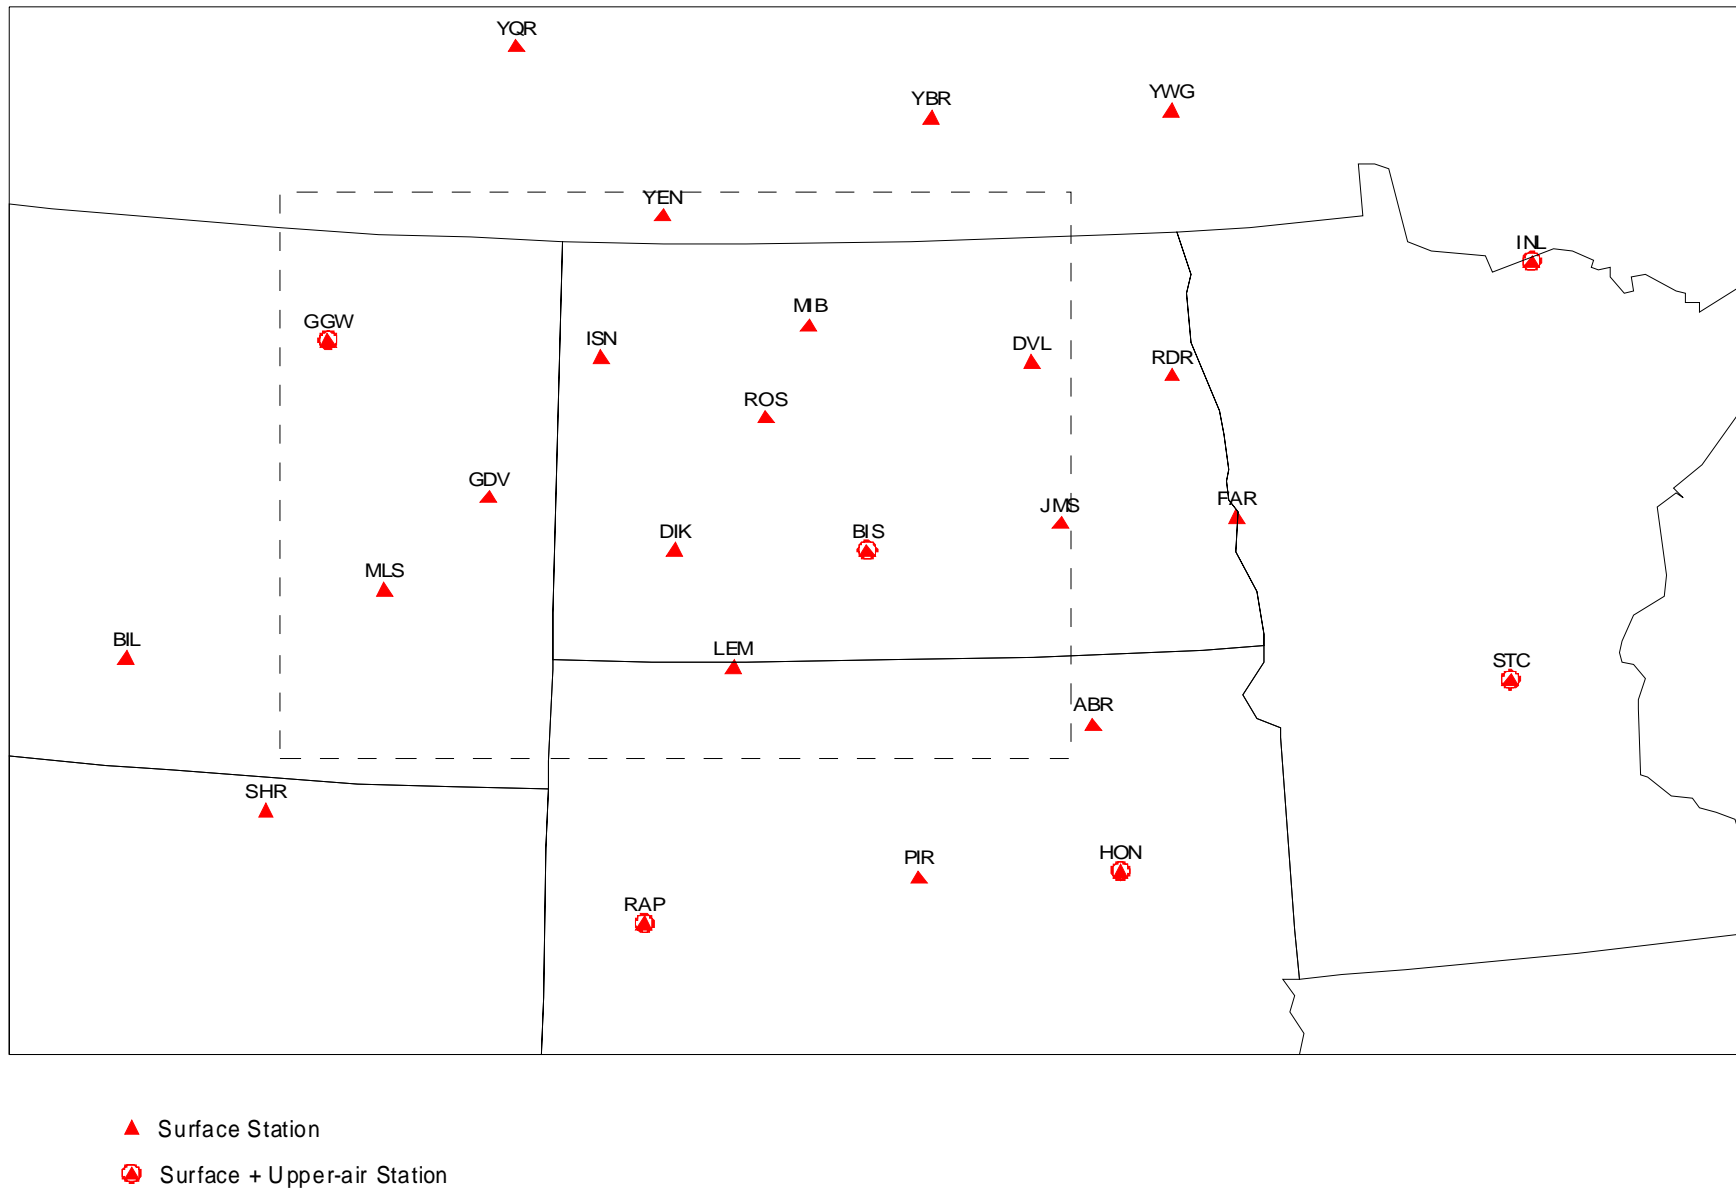 YQR
YBR
YWG
YEN
INL
GGW
MIB
ISN
DVL
RDR
ROS
GDV
FAR
JMS
DIK
BIS
MLS
BIL
LEM
STC
ABR
SHR
PIR
HON
RAP
Surface Station
Surface + Upper-air Station